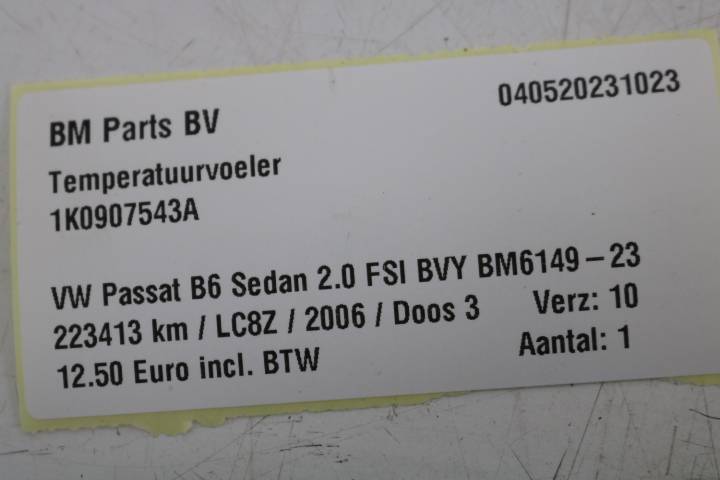 BM Parts BV
040520231023
Temperatuurvoeler
1K0907543A
VW Passat B6 Sedan 2.0 FSI BVY BM6149-23
223413 km / LC8Z / 2006 / Doos 3 Verz: 10
12.50 Euro incl. BTW Aantal: 1